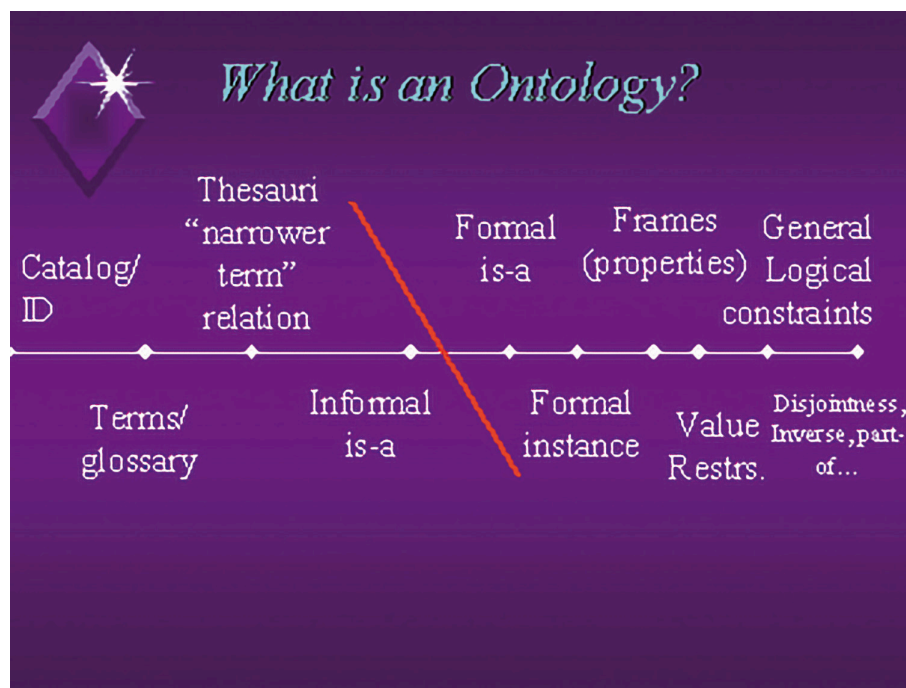 What is an Ontology?
Thesauri
“narrower
term”
relation
Catalog/
ID
Formal
is-a
Frames
(properties)
General
Logical
constraints
Terms/
glossary
Informal
is-a
Formal
instance
Value
Restrs.
Disjointness,
Inverse,part-
of...